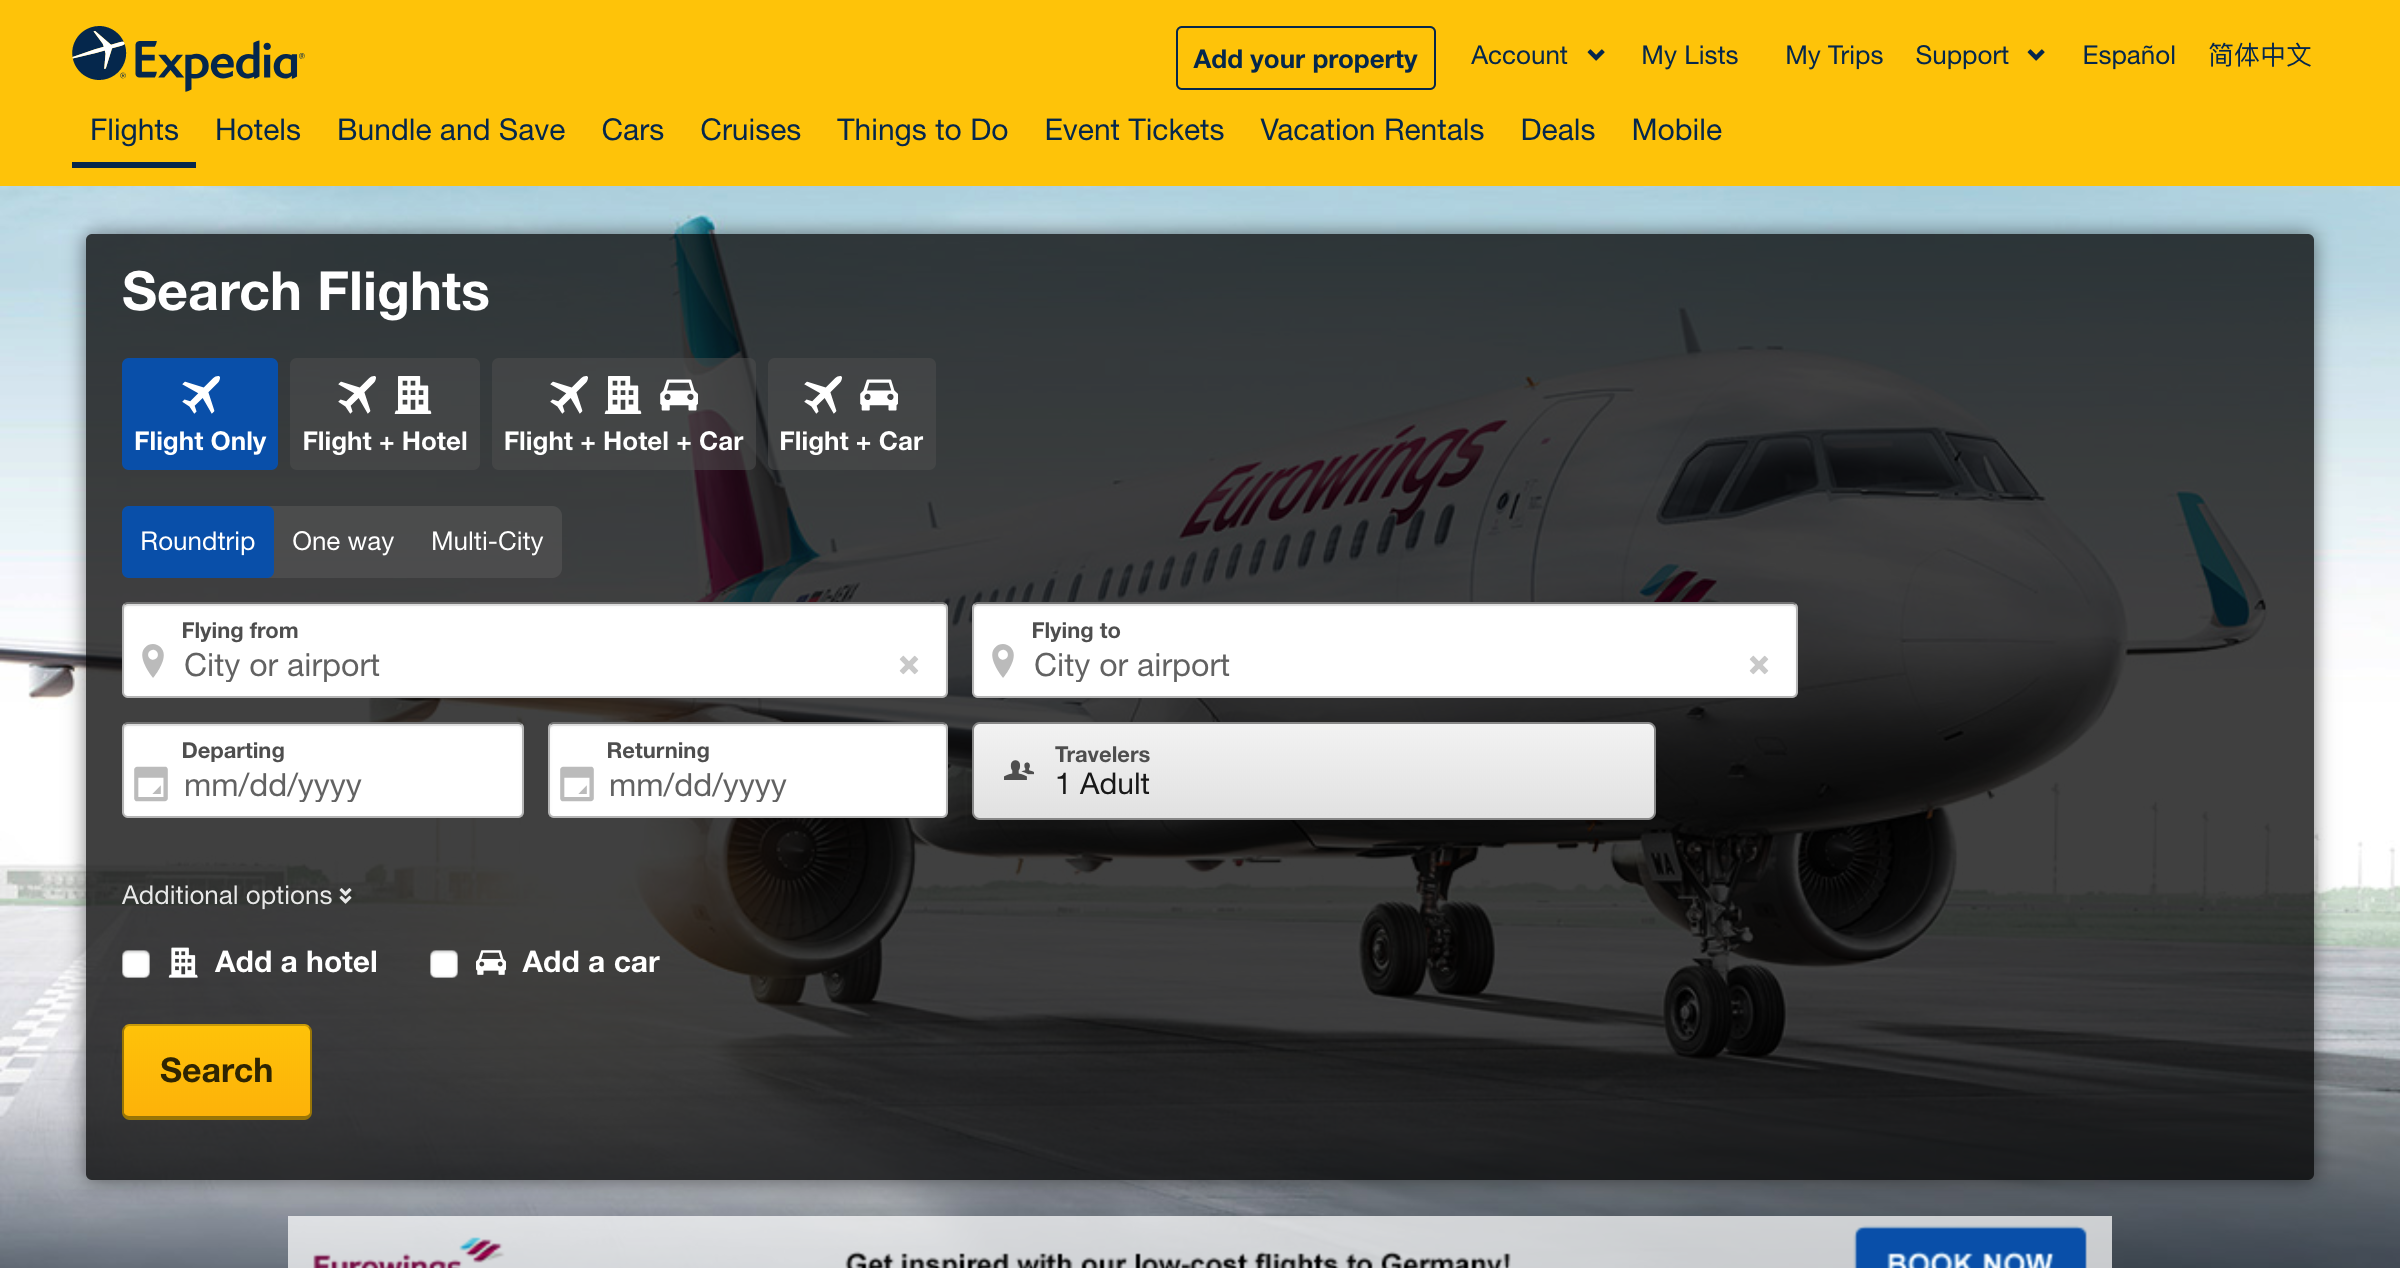 Expedia
Add your property
Account
My Lists
My Trips
Support
Español
简体中文
Flights
Hotels
Bundle and Save
Cars
Cruises
Things to Do
Event Tickets
Vacation Rentals
Deals
Mobile
Search Flights
Flight Only
Flight + Hotel
Flight + Hotel + Car
Flight + Car
Eurowings
Roundtrip
One way
Multi-City
Flying from
City or airport
Flying to
City or airport
Departing
mm/dd/yyyy
Returning
mm/dd/yyyy
Travelers
1 Adult
Additional options
Add a hotel
Add a car
Search
Eurowings
Get inspired with our low-cost flights to Germany!
BOOK NOW